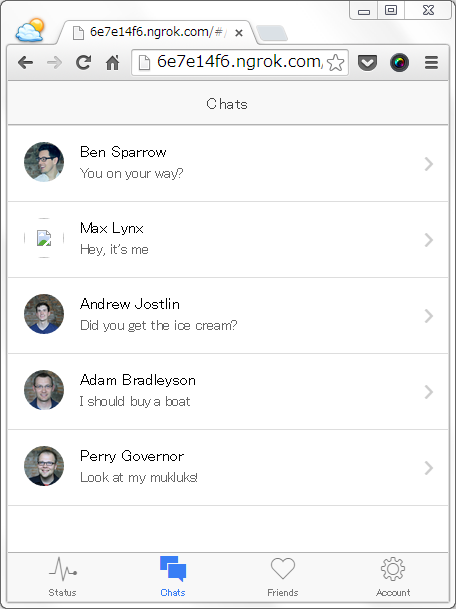 6e7e14f6.ngrok.com/#/
6e7e14f6.ngrok.com/
Chats
Ben Sparrow
You on your way?
Max Lynx
Hey, it's me
Andrew Jostlin
Did you get the ice cream?
Adam Bradleyson
I should buy a boat
Perry Governor
Look at my mukluks!
Status
Chats
Friends
Account